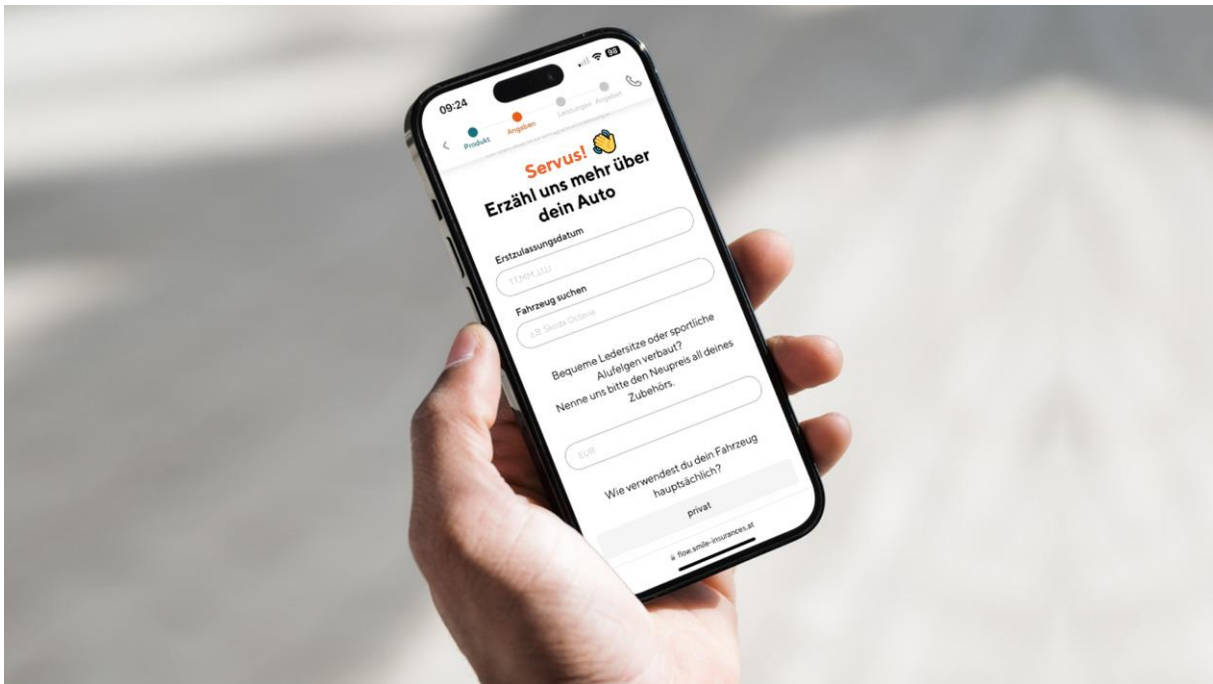 09:24
98
Produkt
Angaben
Leistungen
Angebot
Servus! 👋
Erzähl uns mehr über
dein Auto
Erstzulassungsdatum
TT.MM.JJJJ
Fahrzeug suchen
z.B. Skoda Octavia
Bequeme Ledersitze oder sportliche
Alufelgen verbaut?
Nenne uns bitte den Neupreis all deines
Zubehörs.
EUR
Wie verwendest du dein Fahrzeug
hauptsächlich?
privat
flow.smile-insurances.at